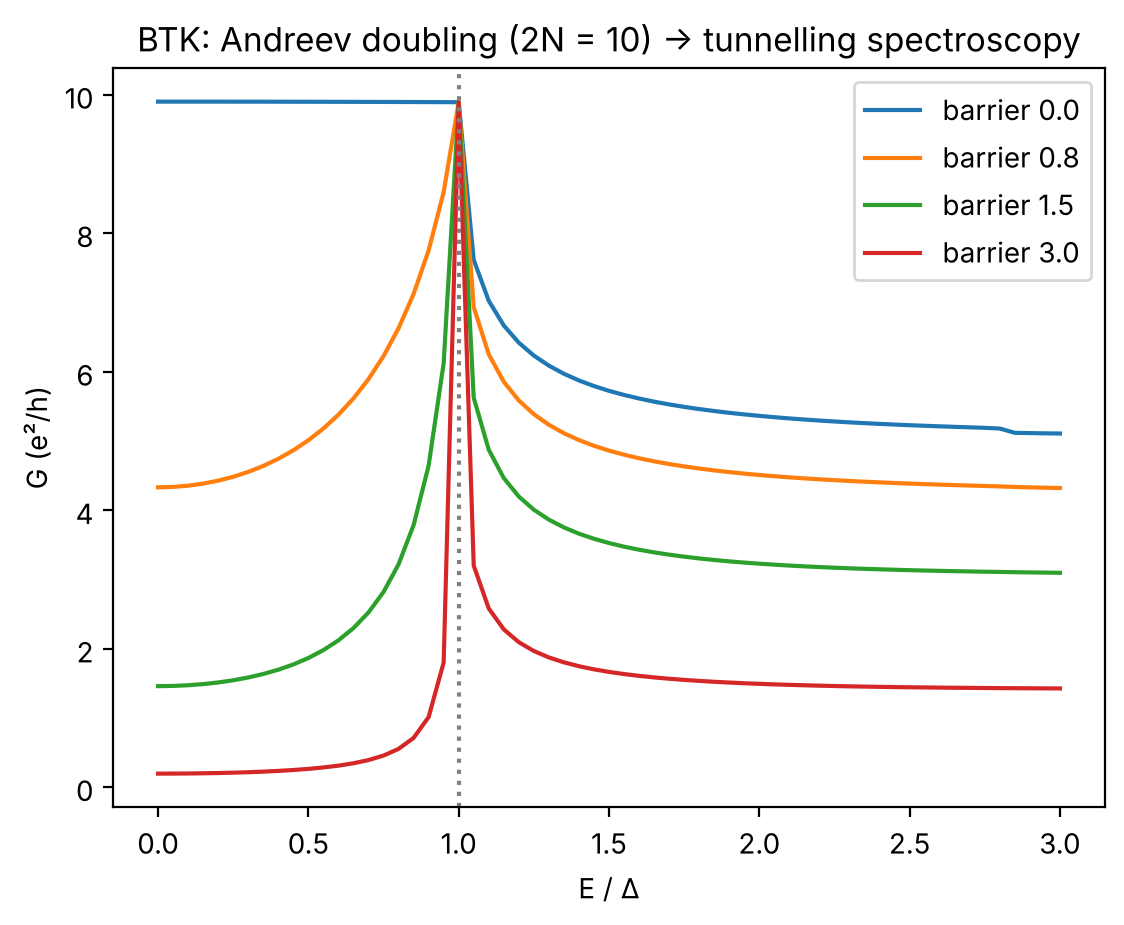 BTK: Andreev doubling (2N = 10) → tunnelling spectroscopy
barrier 0.0
barrier 0.8
barrier 1.5
barrier 3.0
G (e²/h)
10
8
6
4
2
0
0.0 0.5 1.0 1.5 2.0 2.5 3.0
E / Δ